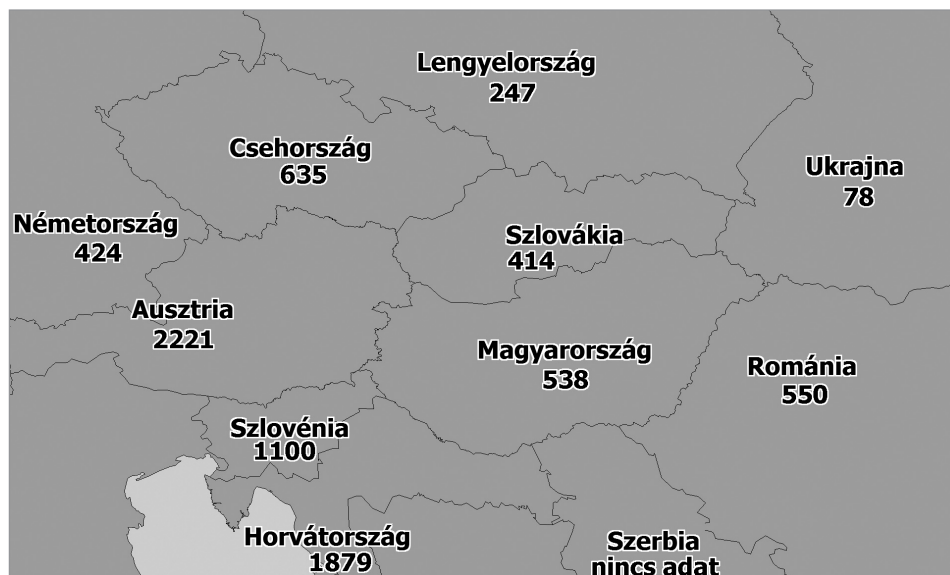 Lengyelország
247
Csehország
635
Ukrajna
78
Németország
424
Szlovákia
414
Ausztria
2221
Magyarország
538
Románia
550
Szlovénia
1100
Horvátország
1879
Szerbia
nincs adat